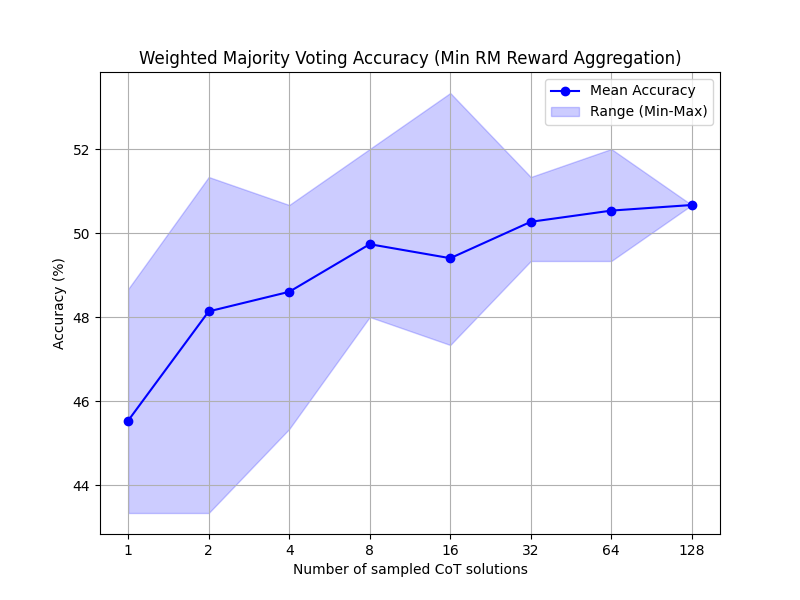 Weighted Majority Voting Accuracy (Min RM Reward Aggregation)
Mean Accuracy
Range (Min-Max)
Accuracy (%)
52
50
48
46
44
1 2 4 8 16 32 64 128
Number of sampled CoT solutions